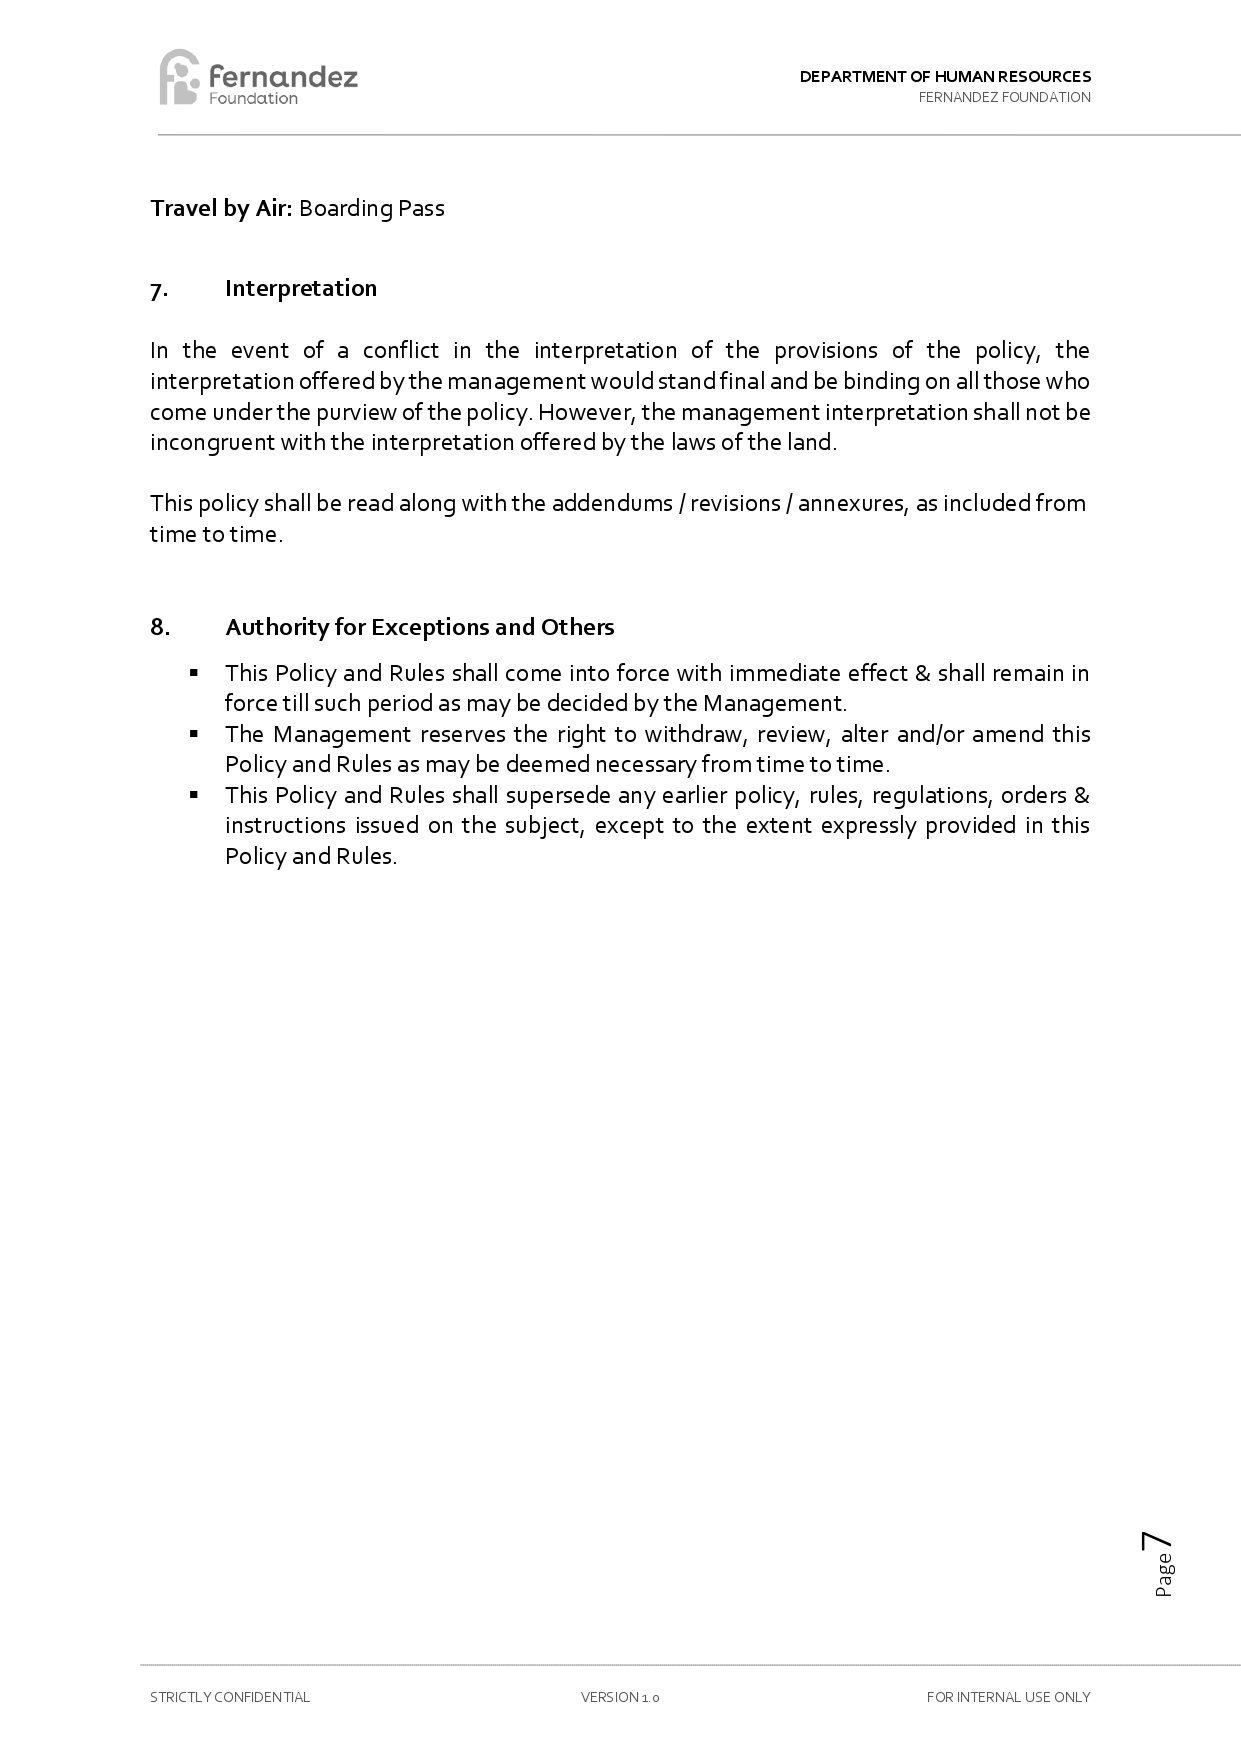 fernandez
Foundation
DEPARTMENT OF HUMAN RESOURCES
FERNANDEZ FOUNDATION
Travel by Air: Boarding Pass
7. Interpretation
In the event of a conflict in the interpretation of the provisions of the policy, the
interpretation offered by the management would stand final and be binding on all those who
come under the purview of the policy. However, the management interpretation shall not be
incongruent with the interpretation offered by the laws of the land.
This policy shall be read along with the addendums / revisions / annexures, as included from
time to time.
8. Authority for Exceptions and Others
▪ This Policy and Rules shall come into force with immediate effect & shall remain in
force till such period as may be decided by the Management.
▪ The Management reserves the right to withdraw, review, alter and/or amend this
Policy and Rules as may be deemed necessary from time to time.
▪ This Policy and Rules shall supersede any earlier policy, rules, regulations, orders &
instructions issued on the subject, except to the extent expressly provided in this
Policy and Rules.
Page 7
STRICTLY CONFIDENTIAL VERSION 1.0 FOR INTERNAL USE ONLY